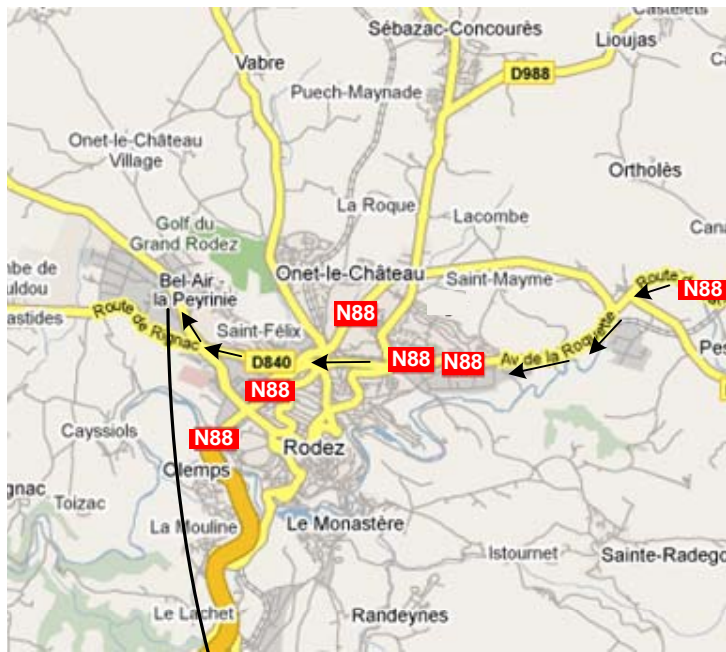 Castelets
Sébazac-Concourès
Lioujas
Vabre
D988
Puech-Maynade
Onet-le-Château
Village
Ortholès
La Roque
Lacombe
Golf du
Grand Rodez
Onet-le-Château
Saint-Mayme
Route
N88
Bel-Air -
la Peyrinie
Route de Rignac
Saint-Félix
N88
D840
N88
N88
Av de la Roquette
N88
N88
Cayssiols
Rodez
Olemps
Toizac
La Mouline
Le Monastère
Istournet
Sainte-Radego
Le Lachet
Randeynes